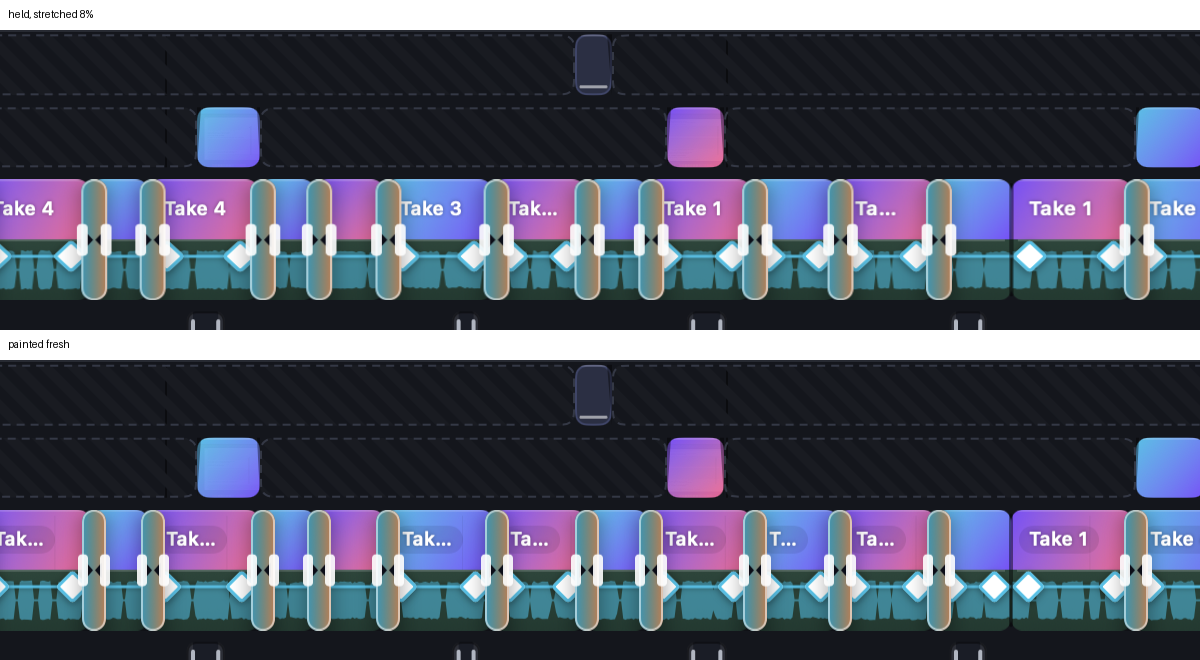 held, stretched 8%
Take 4 Take 4 Take 3 Tak... Take 1 Ta... Take 1 Take
painted fresh
Tak... Tak... Tak... Ta... Tak... T... Ta... Take 1 Take